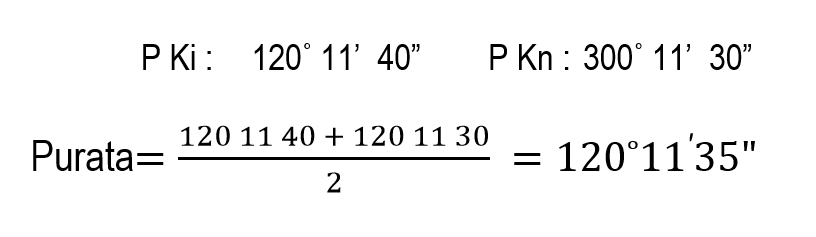 P Ki : 120° 11’ 40” P Kn : 300° 11’ 30”
Purata= (120 11 40 + 120 11 30)/2 = 120°11′35"